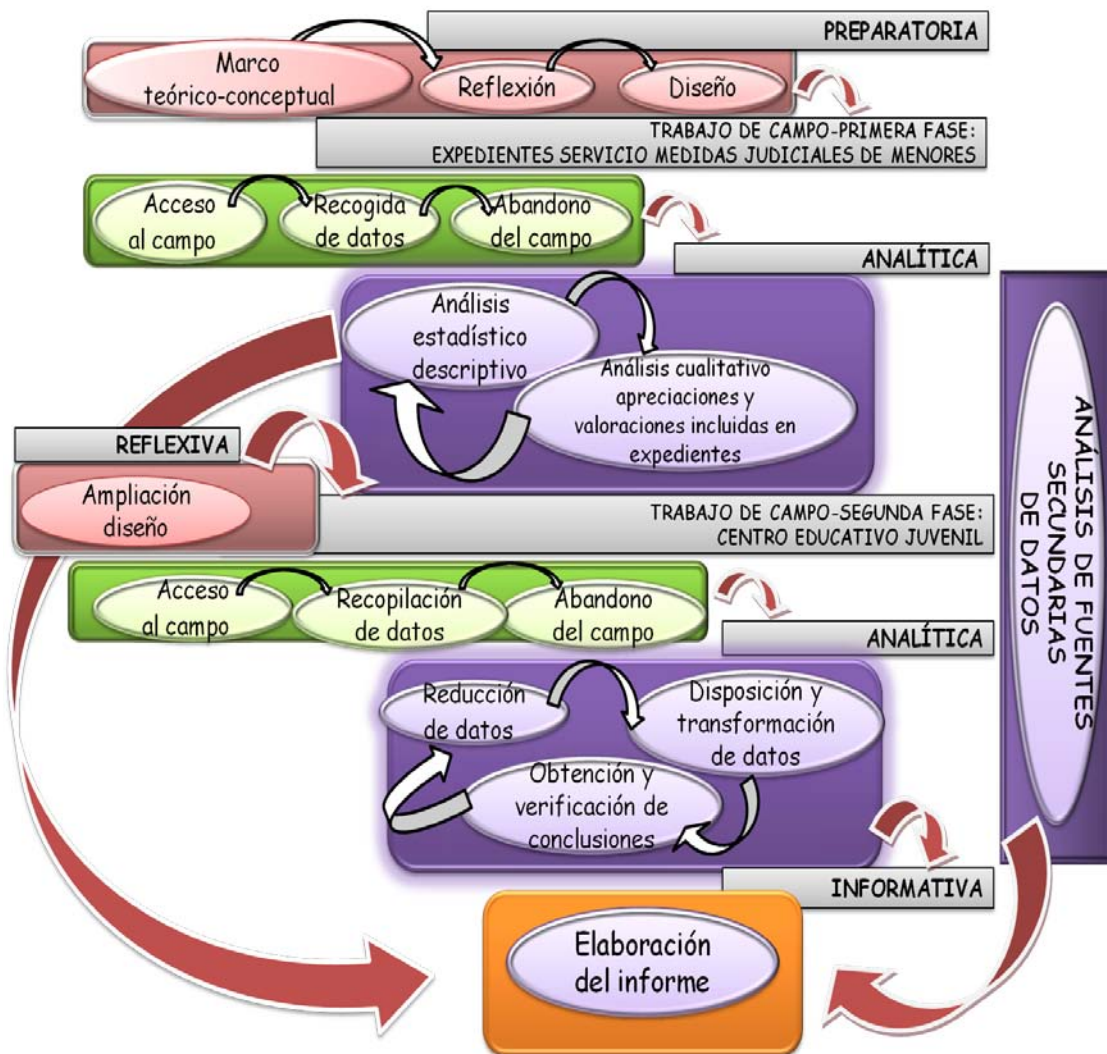 PREPARATORIA
Marco
teórico-conceptual
Reflexión
Diseño
TRABAJO DE CAMPO-PRIMERA FASE:
EXPEDIENTES SERVICIO MEDIDAS JUDICIALES DE MENORES
Acceso
al campo
Recogida
de datos
Abandono
del campo
ANALÍTICA
Análisis
estadístico
descriptivo
Análisis cualitativo
apreciaciones y
valoraciones incluidas en
expedientes
REFLEXIVA
Ampliación
diseño
TRABAJO DE CAMPO-SEGUNDA FASE:
CENTRO EDUCATIVO JUVENIL
Acceso
al campo
Recopilación
de datos
Abandono
del campo
ANALÍTICA
Reducción
de datos
Disposición y
transformación
de datos
Obtención y
verificación de
conclusiones
INFORMATIVA
Elaboración
del informe
ANÁLISIS DE FUENTES
SECUNDARIAS
DE DATOS